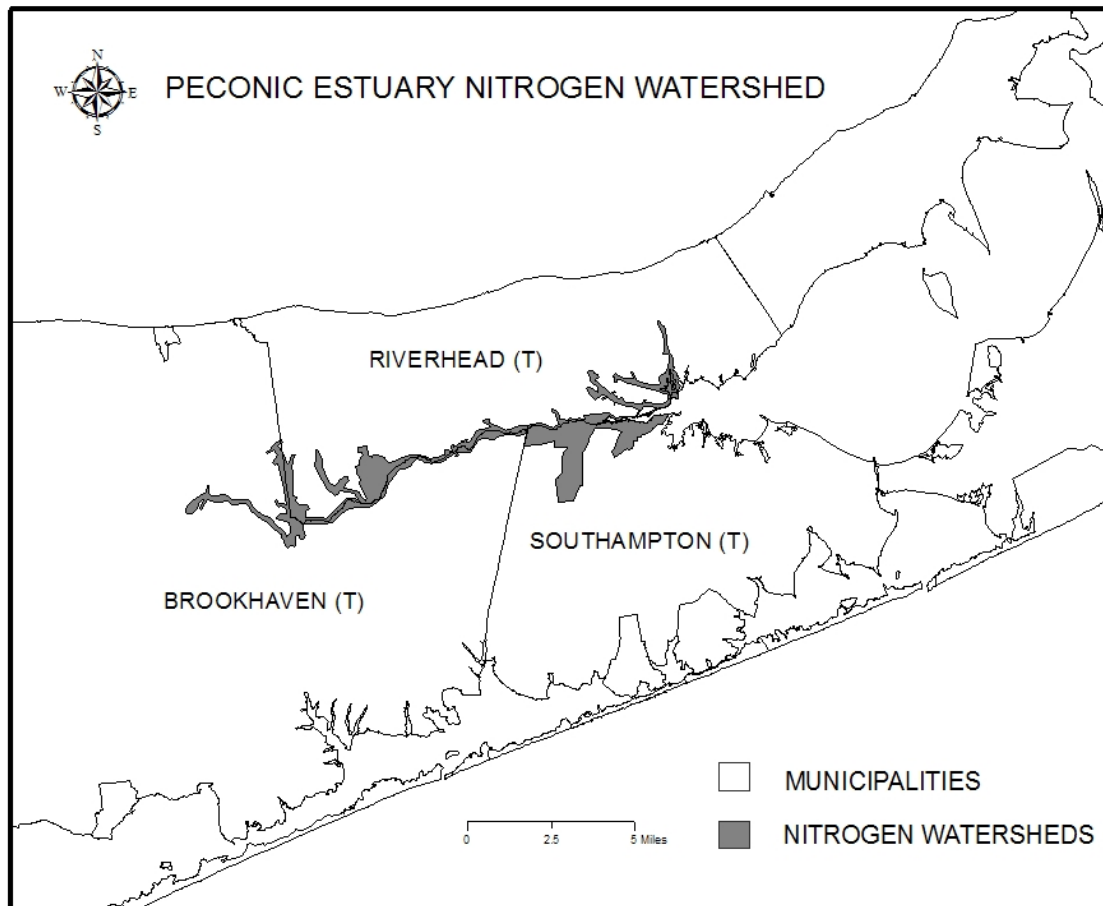 N
W E
S
PECONIC ESTUARY NITROGEN WATERSHED
RIVERHEAD (T)
SOUTHAMPTON (T)
BROOKHAVEN (T)
MUNICIPALITIES
NITROGEN WATERSHEDS
0 2.5 5 Miles